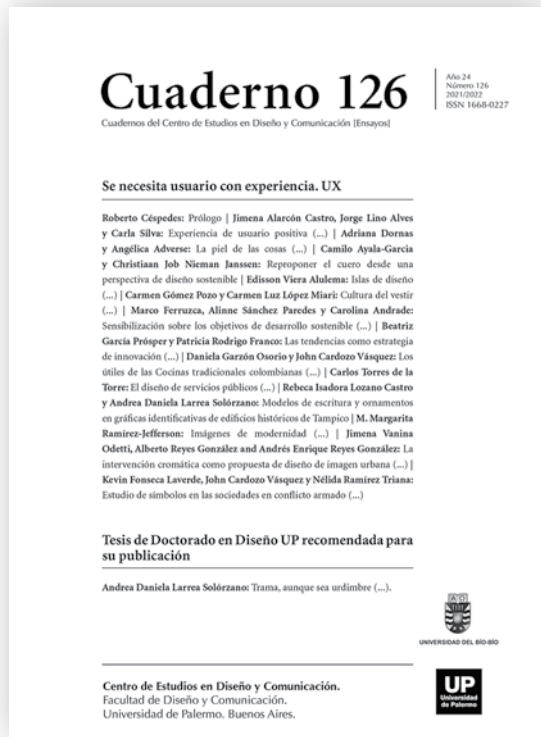 Cuaderno 126
Cuadernos del Centro de Estudios en Diseño y Comunicación [Ensayos]
Año 24
Número 126
2021/2022
ISSN 1668-0227
Se necesita usuario con experiencia. UX
Roberto Céspedes: Prólogo | Jimena Alarcón Castro, Jorge Lino Alves
y Carla Silva: Experiencia de usuario positiva (...) | Adriana Dornas
y Angélica Adverse: La piel de las cosas (...) | Camilo Ayala-Garcia
y Christiaan Job Nieman Janssen: Reproponer el cuero desde una
perspectiva de diseño sostenible | Edisson Viera Alulema: Islas de diseño
(...) | Carmen Gómez Pozo y Carmen Luz López Miari: Cultura del vestir
(...) | Marco Ferruzca, Alinne Sánchez Paredes y Carolina Andrade:
Sensibilización sobre los objetivos de desarrollo sostenible (...) | Beatriz
García Prósper y Patricia Rodrigo Franco: Las tendencias como estrategia
de innovación (...) | Daniela Garzón Osorio y John Cardozo Vásquez: Los
útiles de las Cocinas tradicionales colombianas (...) | Carlos Torres de la
Torre: El diseño de servicios públicos (...) | Rebeca Isadora Lozano Castro
y Andrea Daniela Larrea Solórzano: Modelos de escritura y ornamentos
en gráficas identificativas de edificios históricos de Tampico | M. Margarita
Ramírez-Jefferson: Imágenes de modernidad (...) | Jimena Vanina
Odetti, Alberto Reyes González and Andrés Enrique Reyes González: La
intervención cromática como propuesta de diseño de imagen urbana (...) |
Kevin Fonseca Laverde, John Cardozo Vásquez y Nélida Ramírez Triana:
Estudio de símbolos en las sociedades en conflicto armado (...)
Tesis de Doctorado en Diseño UP recomendada para
su publicación
Andrea Daniela Larrea Solórzano: Trama, aunque sea urdimbre (...).
UNIVERSIDAD DEL BÍO-BÍO
Centro de Estudios en Diseño y Comunicación.
Facultad de Diseño y Comunicación.
Universidad de Palermo. Buenos Aires.
UP
Universidad
de Palermo